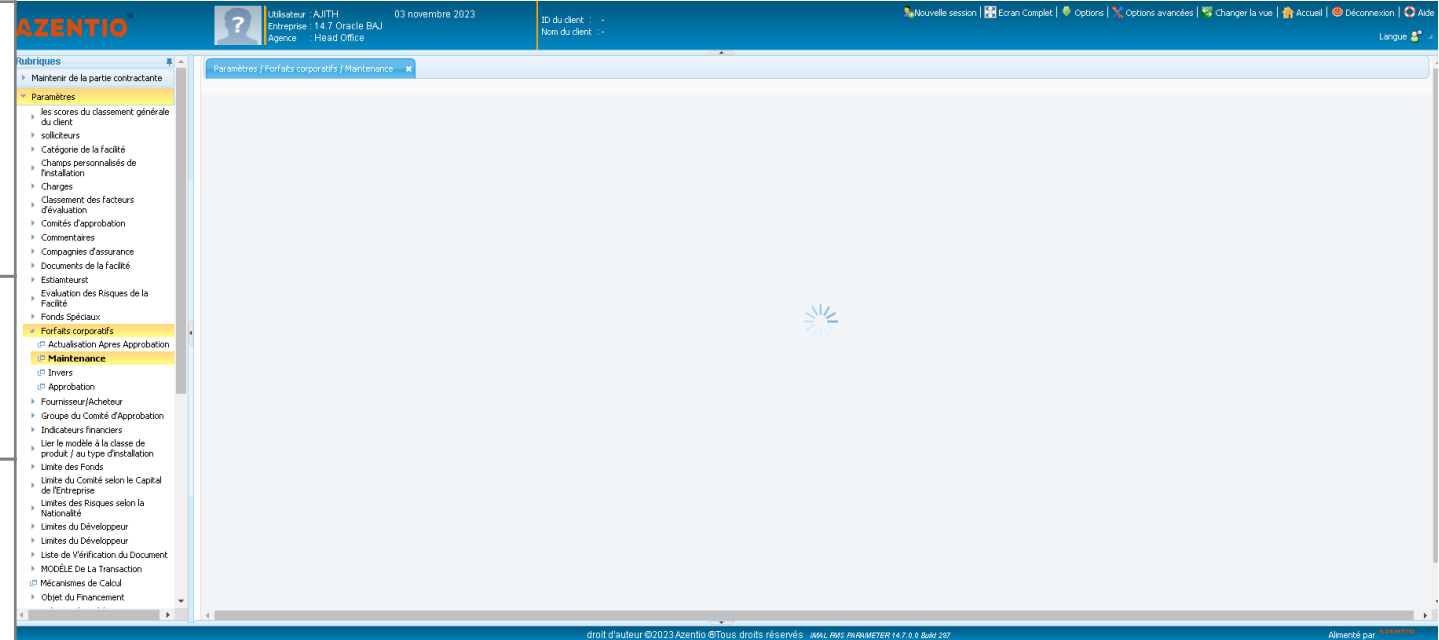 AZENTIO
Utilisateur : AJITH 03 novembre 2023
Entreprise : 14.7 Oracle BAJ
Agence : Head Office
ID du client : -
Nom du client : -
Nouvelle session | Ecran Complet | Options | Options avancées | Changer la vue | Accueil | Déconnexion | Aide
Langue
Rubriques
Maintenir de la partie contractante
Paramètres
les scores du classement générale
du client
solliciteurs
Catégorie de la facilité
Champs personnalisés de
l'installation
Charges
Classement des facteurs
d'évaluation
Comités d'approbation
Commentaires
Compagnies d'assurance
Documents de la facilité
Estiamteurst
Evaluation des Risques de la
Facilité
Fonds Spéciaux
Forfaits corporatifs
Actualisation Apres Approbation
Maintenance
Invers
Approbation
Fournisseur/Acheteur
Groupe du Comité d'Approbation
Indicateurs financiers
Lier le modèle à la classe de
produit / au type d'installation
Limite des Fonds
Limite du Comité selon le Capital
de l'Entreprise
Limites des Risques selon la
Nationalité
Limites du Développeur
Limites du Développeur
Liste de V'érification du Document
MODÈLE De La Transaction
Mécanismes de Calcul
Objet du Financement
Paramètres / Forfaits corporatifs / Maintenance
droit d'auteur ©2023 Azentio ®Tous droits réservés iMAL FMS PARAMETER 14.7.0.0 Build 287
Alimenté par AZENTIO